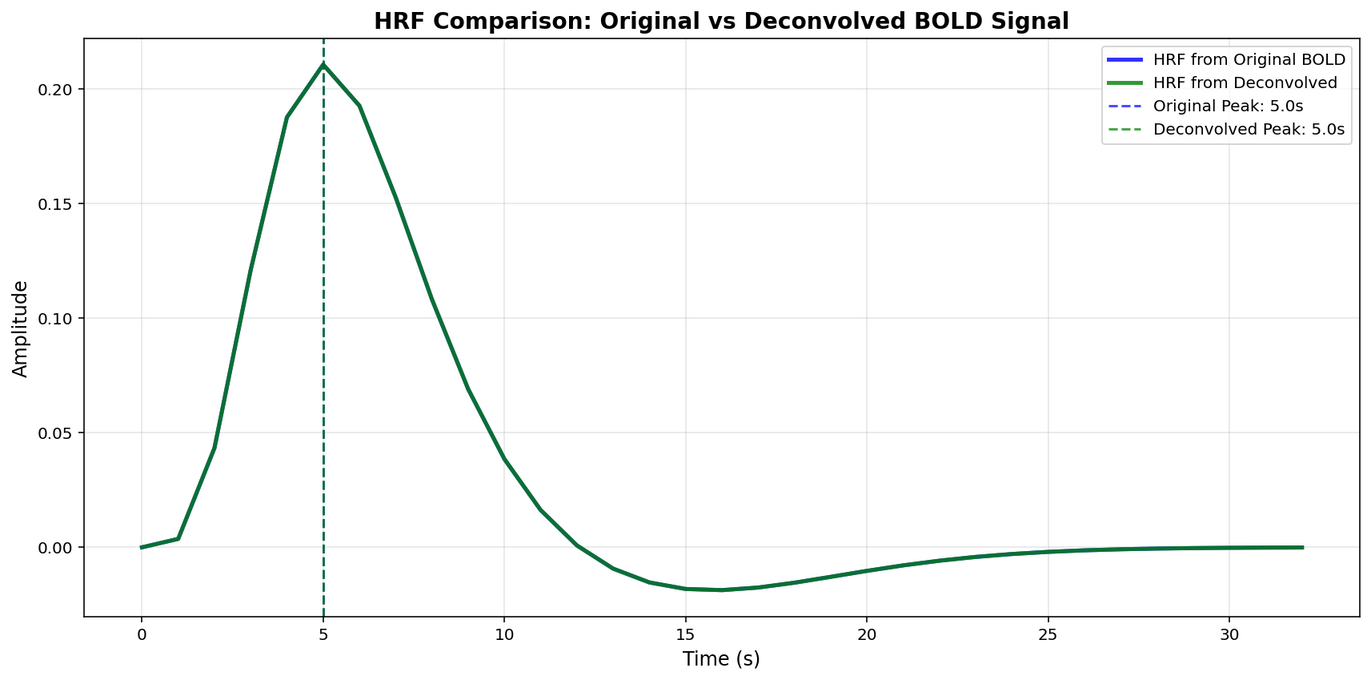 HRF Comparison: Original vs Deconvolved BOLD Signal
HRF from Original BOLD
HRF from Deconvolved
Original Peak: 5.0s
Deconvolved Peak: 5.0s
Amplitude
0.20
0.15
0.10
0.05
0.00
0 5 10 15 20 25 30
Time (s)